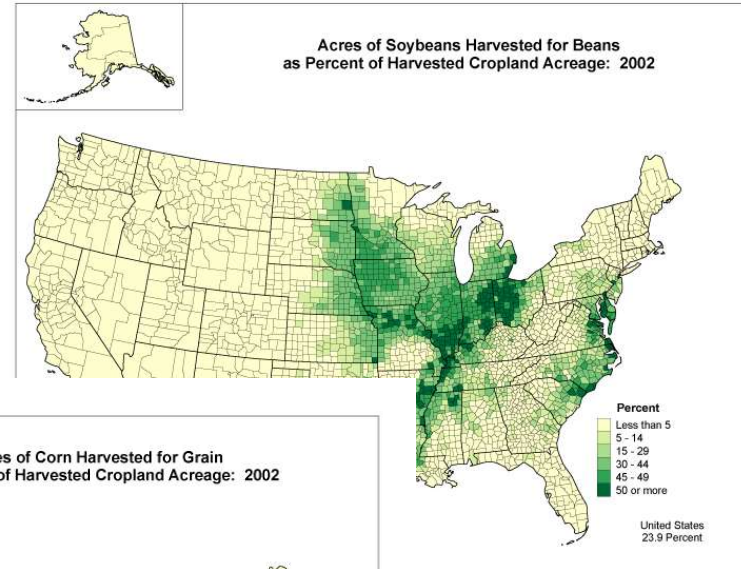 Acres of Soybeans Harvested for Beans
as Percent of Harvested Cropland Acreage: 2002
Percent
Less than 5
5 - 14
15 - 29
30 - 44
45 - 49
50 or more
United States
23.9 Percent
of Corn Harvested for Grain
of Harvested Cropland Acreage: 2002